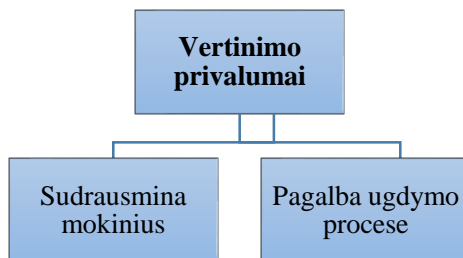 Vertinimo
privalumai
Sudrausmina
mokinius
Pagalba ugdymo
procese